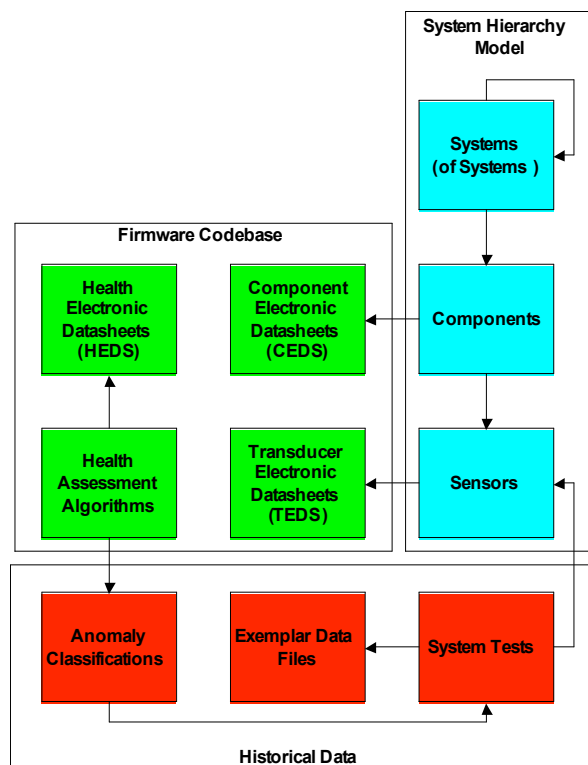 System Hierarchy
Model
Systems
(of Systems )
Firmware Codebase
Health
Electronic
Datasheets
(HEDS)
Component
Electronic
Datasheets
(CEDS)
Components
Health
Assessment
Algorithms
Transducer
Electronic
Datasheets
(TEDS)
Sensors
Anomaly
Classifications
Exemplar Data
Files
System Tests
Historical Data